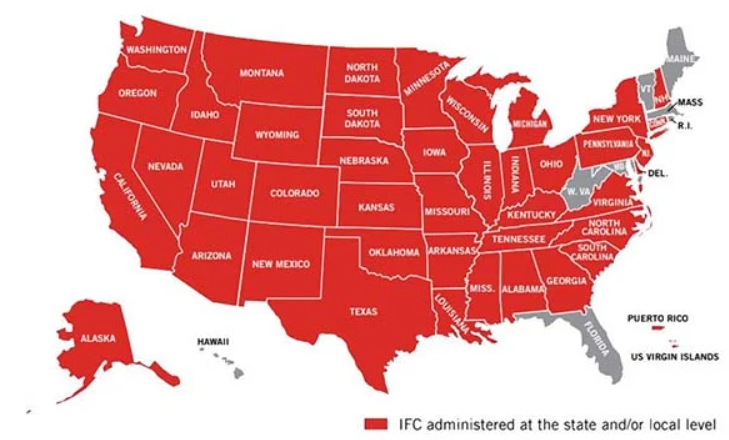 WASHINGTON
MONTANA
NORTH
DAKOTA
MINNESOTA
MAINE
OREGON
IDAHO
SOUTH
DAKOTA
WISCONSIN
MICHIGAN
VT
NH
MASS
NEW YORK
R.I.
WYOMING
NEVADA
NEBRASKA
IOWA
PENNSYLVANIA
NJ
UTAH
COLORADO
ILLINOIS
INDIANA
OHIO
MD
DEL.
CALIFORNIA
KANSAS
MISSOURI
W. VA
VIRGINIA
KENTUCKY
NORTH
CAROLINA
TENNESSEE
ARIZONA
NEW MEXICO
OKLAHOMA
ARKANSAS
SOUTH
CAROLINA
MISS.
ALABAMA
GEORGIA
TEXAS
LOUISIANA
FLORIDA
PUERTO RICO
ALASKA
HAWAII
US VIRGIN ISLANDS
IFC administered at the state and/or local level